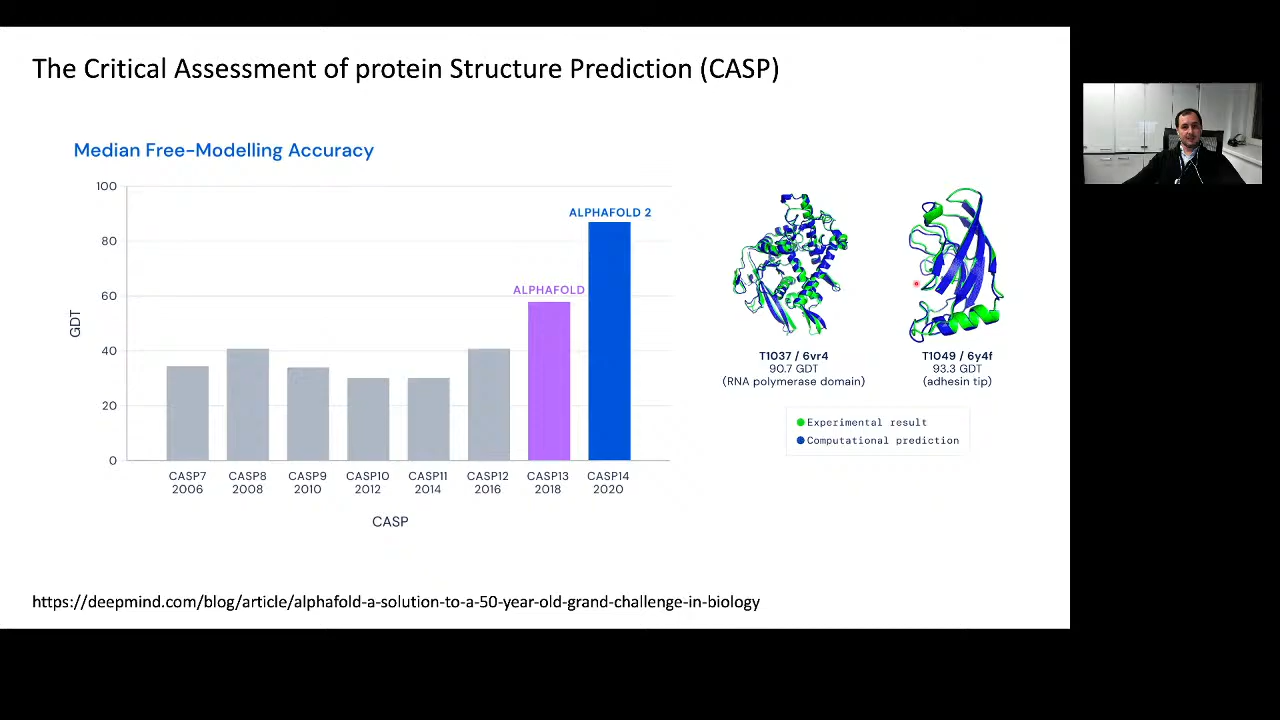 The Critical Assessment of protein Structure Prediction (CASP)
Median Free-Modelling Accuracy
100
80
60
40
20
0
GDT
ALPHAFOLD
ALPHAFOLD 2
CASP7
2006
CASP8
2008
CASP9
2010
CASP10
2012
CASP11
2014
CASP12
2016
CASP13
2018
CASP14
2020
CASP
T1037 / 6vr4
90.7 GDT
(RNA polymerase domain)
T1049 / 6y4f
93.3 GDT
(adhesin tip)
Experimental result
Computational prediction
https://deepmind.com/blog/article/alphafold-a-solution-to-a-50-year-old-grand-challenge-in-biology